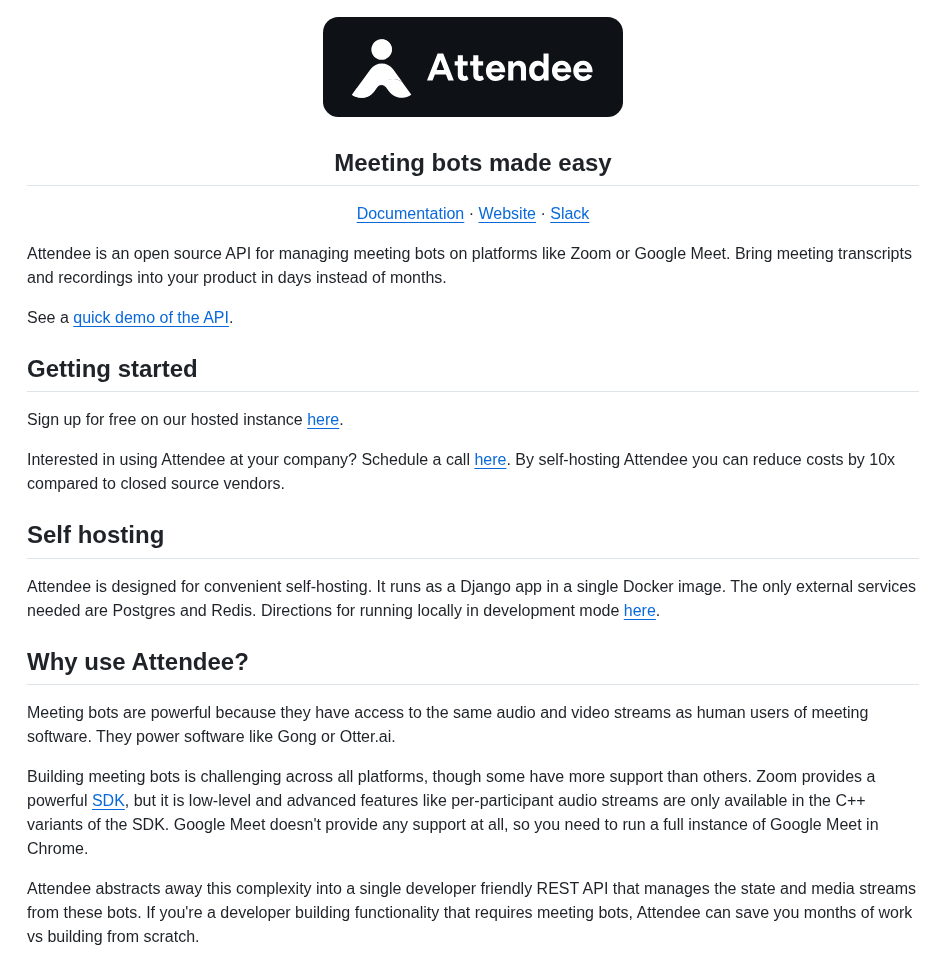 Attendee
Meeting bots made easy
Documentation · Website · Slack
Attendee is an open source API for managing meeting bots on platforms like Zoom or Google Meet. Bring meeting transcripts
and recordings into your product in days instead of months.
See a quick demo of the API.
Getting started
Sign up for free on our hosted instance here.
Interested in using Attendee at your company? Schedule a call here. By self-hosting Attendee you can reduce costs by 10x
compared to closed source vendors.
Self hosting
Attendee is designed for convenient self-hosting. It runs as a Django app in a single Docker image. The only external services
needed are Postgres and Redis. Directions for running locally in development mode here.
Why use Attendee?
Meeting bots are powerful because they have access to the same audio and video streams as human users of meeting
software. They power software like Gong or Otter.ai.
Building meeting bots is challenging across all platforms, though some have more support than others. Zoom provides a
powerful SDK, but it is low-level and advanced features like per-participant audio streams are only available in the C++
variants of the SDK. Google Meet doesn't provide any support at all, so you need to run a full instance of Google Meet in
Chrome.
Attendee abstracts away this complexity into a single developer friendly REST API that manages the state and media streams
from these bots. If you're a developer building functionality that requires meeting bots, Attendee can save you months of work
vs building from scratch.